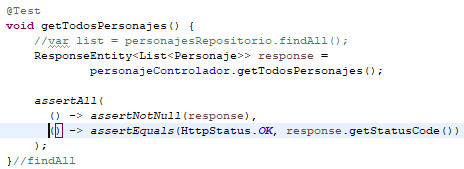 @Test
void getTodosPersonajes() {
//var list = personajesRepositorio.findAll();
ResponseEntity<List<Personaje>> response =
personajeControlador.getTodosPersonajes();
assertAll(
() -> assertNotNull(response),
() -> assertEquals(HttpStatus.OK, response.getStatusCode())
);
}//findAll